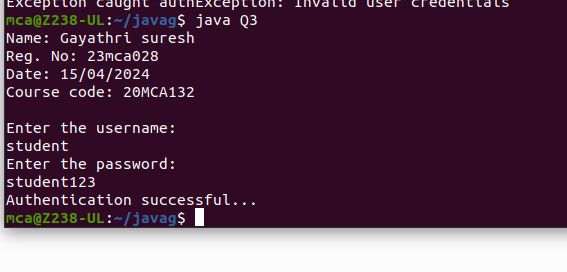 Exception caught authException: Invalid user credentials
mca@Z238-UL:~/javag$ java Q3
Name: Gayathri suresh
Reg. No: 23mca028
Date: 15/04/2024
Course code: 20MCA132
Enter the username:
student
Enter the password:
student123
Authentication successful...
mca@Z238-UL:~/javag$